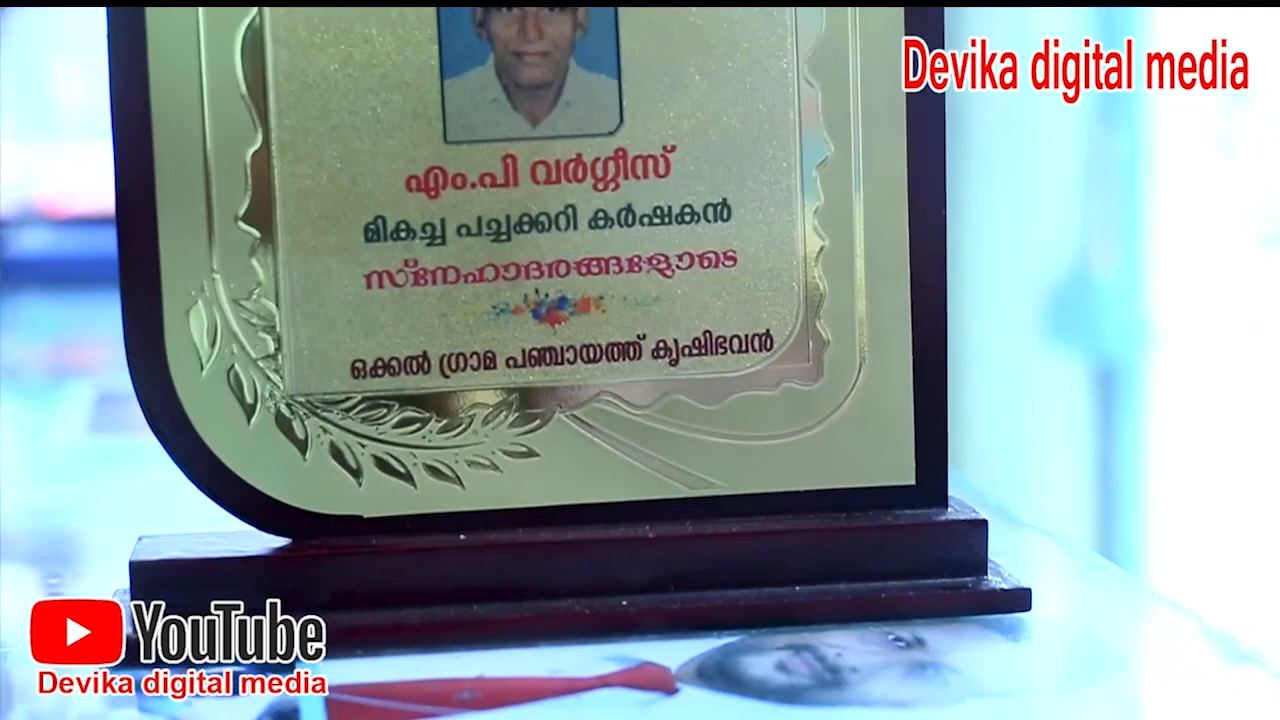 Devika digital media
എം.പി വർഗ്ഗീസ്
മികച്ച പച്ചക്കറി കർഷകൻ
സ്നേഹാദരങ്ങളോടെ
ഒക്കൽ ഗ്രാമ പഞ്ചായത്ത് കൃഷിഭവൻ
YouTube
Devika digital media